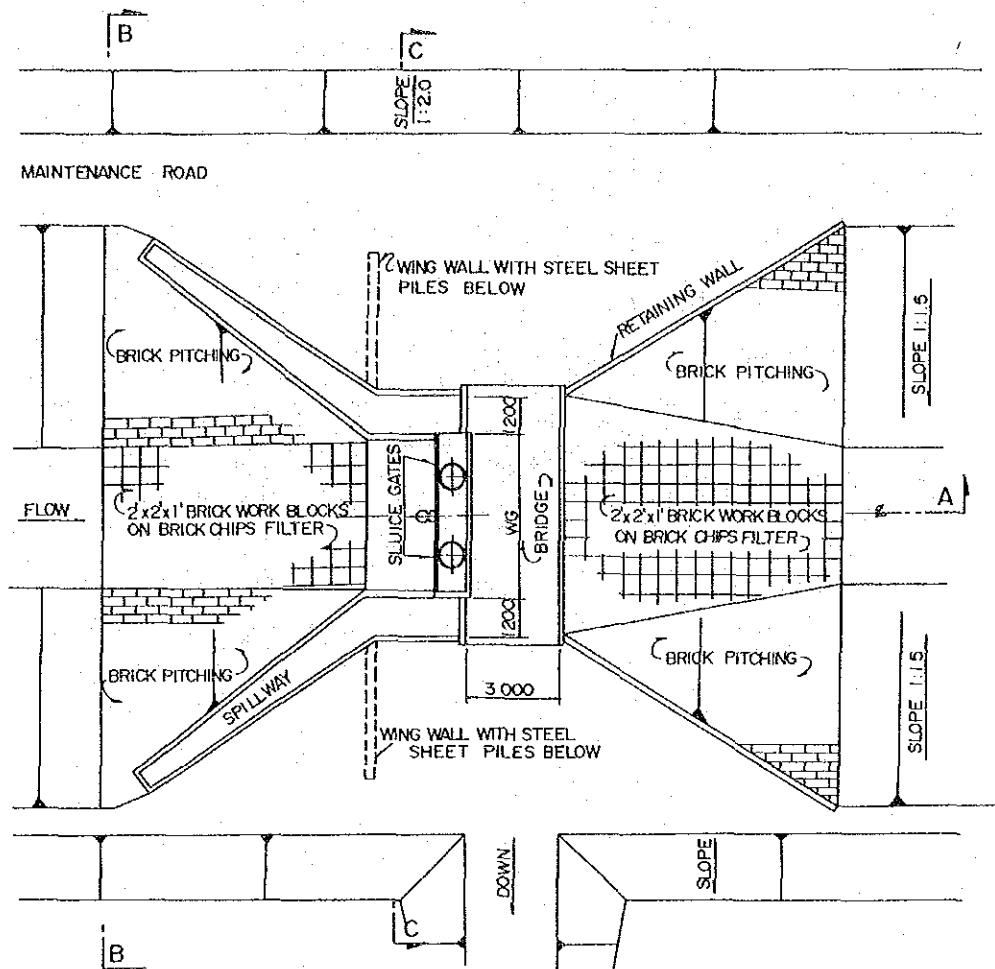 B
C
SLOPE
1:2.0
MAINTENANCE ROAD
WING WALL WITH STEEL SHEET
PILES BELOW
RETAINING WALL
BRICK PITCHING
BRICK PITCHING
SLOPE 1:1.5
1200
FLOW
2'x2'x1' BRICK WORK BLOCKS
ON BRICK CHIPS FILTER
SLUICE GATES
WG
BRIDGE
2'x2'x1' BRICK WORK BLOCKS
ON BRICK CHIPS FILTER
A
1200
BRICK PITCHING
BRICK PITCHING
SPILLWAY
3 000
SLOPE 1:1.5
WING WALL WITH STEEL
SHEET PILES BELOW
DOWN
SLOPE
C
B